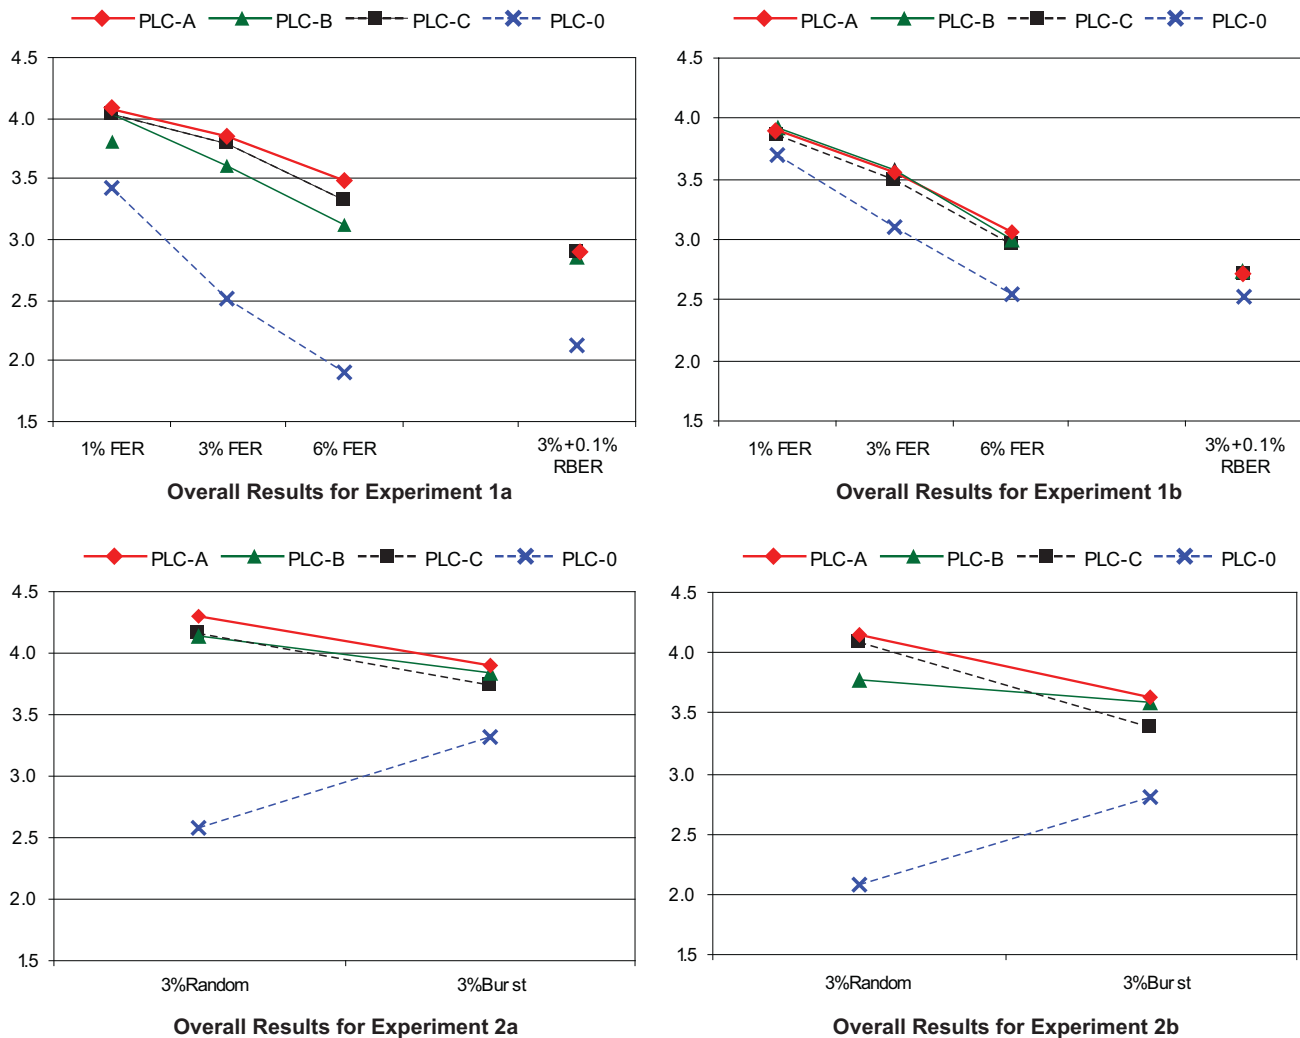 PLC-A PLC-B PLC-C PLC-0
4.5
4.0
3.5
3.0
2.5
2.0
1.5
1% FER 3% FER 6% FER 3%+0.1% RBER
Overall Results for Experiment 1a
PLC-A PLC-B PLC-C PLC-0
4.5
4.0
3.5
3.0
2.5
2.0
1.5
1% FER 3% FER 6% FER 3%+0.1% RBER
Overall Results for Experiment 1b
PLC-A PLC-B PLC-C PLC-0
4.5
4.0
3.5
3.0
2.5
2.0
1.5
3%Random 3%Bur st
Overall Results for Experiment 2a
PLC-A PLC-B PLC-C PLC-0
4.5
4.0
3.5
3.0
2.5
2.0
1.5
3%Random 3%Bur st
Overall Results for Experiment 2b